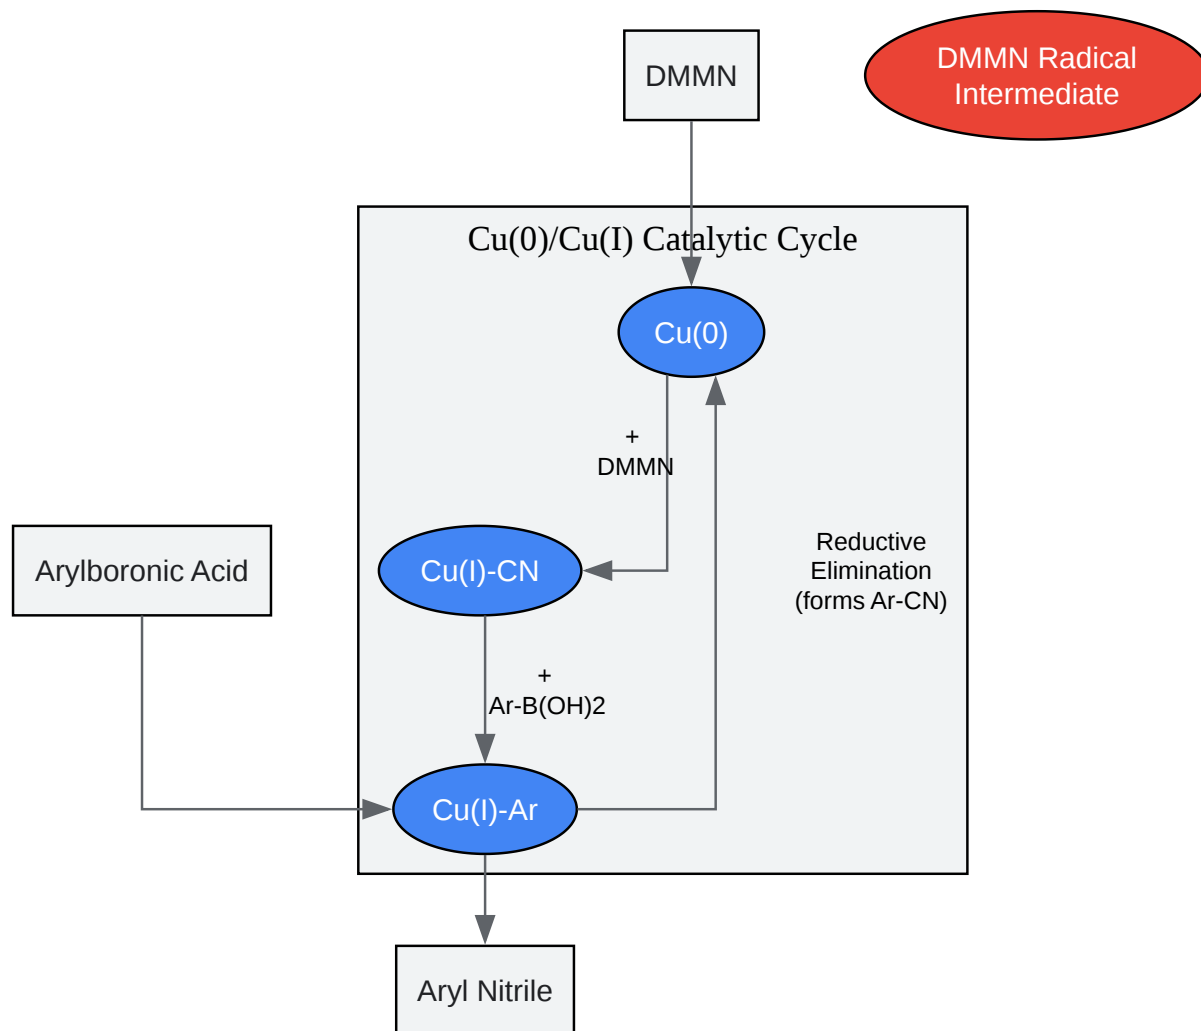 DMMN
DMMN Radical
Intermediate
Cu(0)/Cu(I) Catalytic Cycle
Cu(0)
+
DMMN
Arylboronic Acid
Cu(I)-CN
Reductive
Elimination
(forms Ar-CN)
+
Ar-B(OH)2
Cu(I)-Ar
Aryl Nitrile